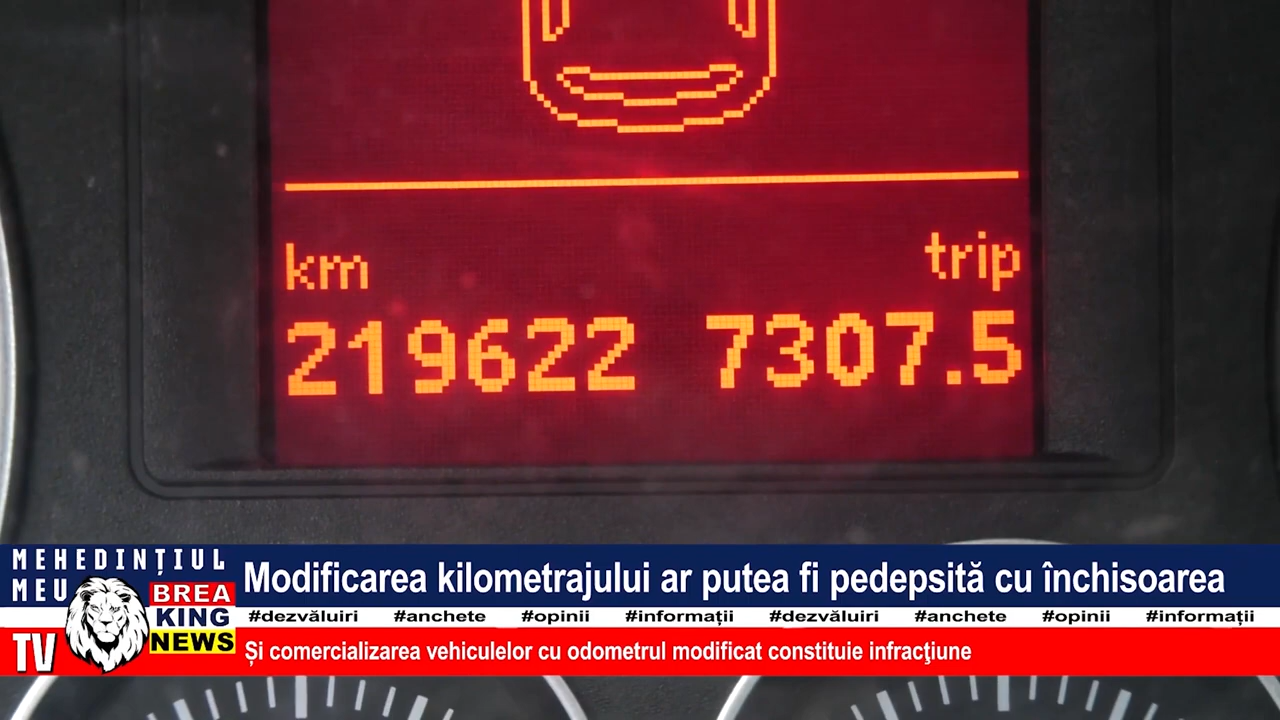 km trip
219622 7307.5
MEHEDINȚIUL
MEU
BREA
KING
NEWS
TV
Modificarea kilometrajului ar putea fi pedepsită cu închisoarea
#dezvăluiri #anchete #opinii #informații #dezvăluiri #anchete #opinii #informații
Și comercializarea vehiculelor cu odometrul modificat constituie infracţiune